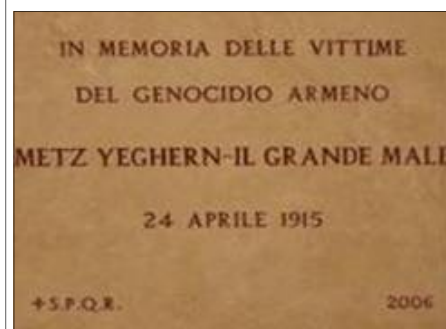 IN MEMORIA DELLE VITTIME
DEL GENOCIDIO ARMENO
METZ YEGHERN-IL GRANDE MALE
24 APRILE 1915
+S.P.Q.R. 2006